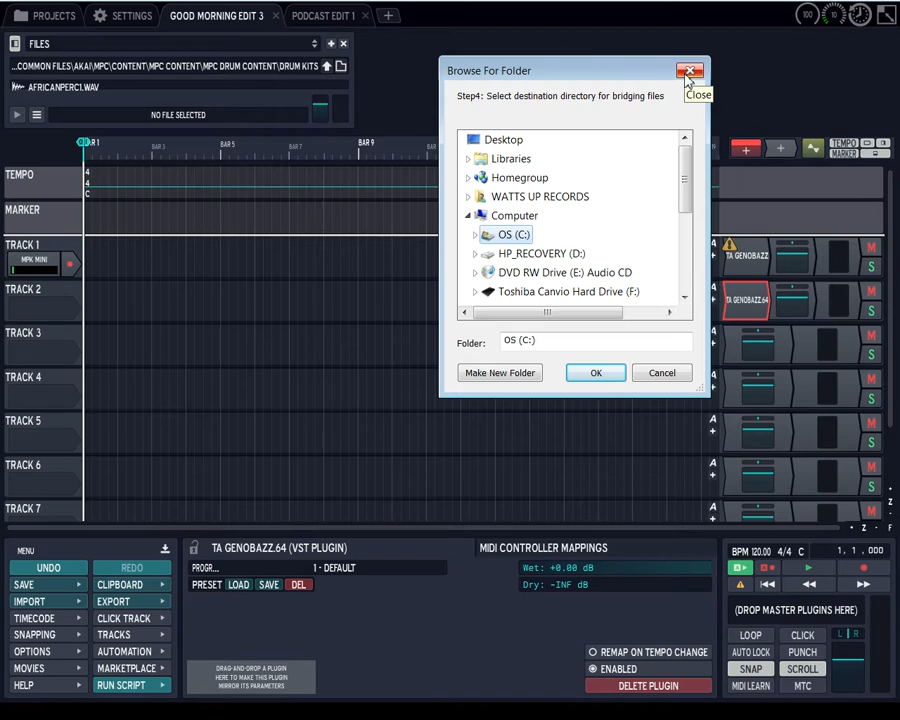 PROJECTS
SETTINGS
GOOD MORNING EDIT 3
PODCAST EDIT 1
100
10
FILES
...COMMON FILES\AKAI\MPC\CONTENT\MPC CONTENT\MPC DRUM CONTENT\DRUM KITS
AFRICANPERC1.WAV
NO FILE SELECTED
Browse For Folder
Close
Step4: Select destination directory for bridging files
Desktop
Libraries
Homegroup
WATTS UP RECORDS
Computer
OS (C:)
HP_RECOVERY (D:)
DVD RW Drive (E:) Audio CD
Toshiba Canvio Hard Drive (F:)
Folder:
OS (C:)
Make New Folder
OK
Cancel
BAR 3
BAR 5
BAR 9
TEMPO
MARKER
TEMPO
4
4
C
MARKER
TRACK 1
MPK MINI
TA GENOBAZZ
M
S
TRACK 2
TA GENOBAZZ.64
M
S
TRACK 3
M
S
TRACK 4
A
M
S
TRACK 5
A
M
S
TRACK 6
A
M
S
TRACK 7
A
M
Z
Z
F
MENU
UNDO
REDO
SAVE
CLIPBOARD
IMPORT
EXPORT
TIMECODE
CLICK TRACK
SNAPPING
TRACKS
OPTIONS
AUTOMATION
MOVIES
MARKETPLACE
HELP
RUN SCRIPT
TA GENOBAZZ.64 (VST PLUGIN)
PROGR...
1 - DEFAULT
PRESET
LOAD
SAVE
DEL
DRAG-AND-DROP A PLUGIN
HERE TO MAKE THIS PLUGIN
MIRROR ITS PARAMETERS
MIDI CONTROLLER MAPPINGS
Wet: +0.00 dB
Dry: -INF dB
REMAP ON TEMPO CHANGE
ENABLED
DELETE PLUGIN
BPM 120.00 4/4 C
1, 1, 000
(DROP MASTER PLUGINS HERE)
LOOP
CLICK
L
R
AUTO LOCK
PUNCH
SNAP
SCROLL
MIDI LEARN
MTC